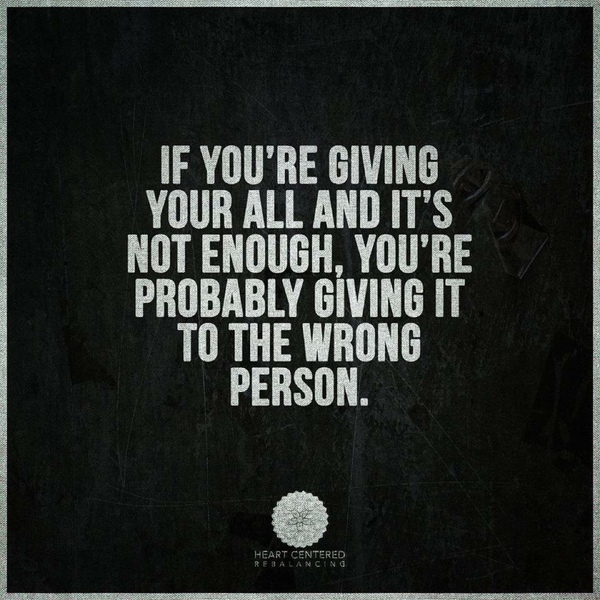 IF YOU'RE GIVING
YOUR ALL AND IT'S
NOT ENOUGH, YOU'RE
PROBABLY GIVING IT
TO THE WRONG
PERSON.
HEART CENTERED
REBALANCING